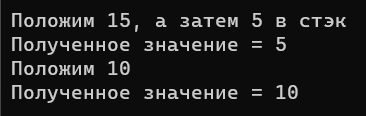 Положим 15, а затем 5 в стэк
Полученное значение = 5
Положим 10
Полученное значение = 10